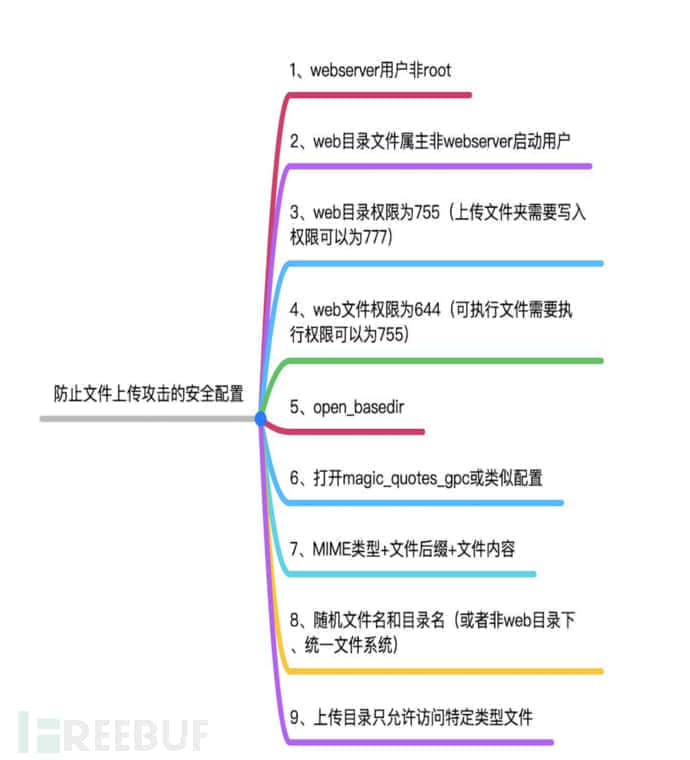 1、webserver用户非root
2、web目录文件属主非webserver启动用户
3、web目录权限为755（上传文件夹需要写入
权限可以为777）
4、web文件权限为644（可执行文件需要执
行权限可以为755）
防止文件上传攻击的安全配置
5、open_basedir
6、打开magic_quotes_gpc或类似配置
7、MIME类型+文件后缀+文件内容
8、随机文件名和目录名（或者非web目录下
、统一文件系统）
9、上传目录只允许访问特定类型文件
FREEBUF